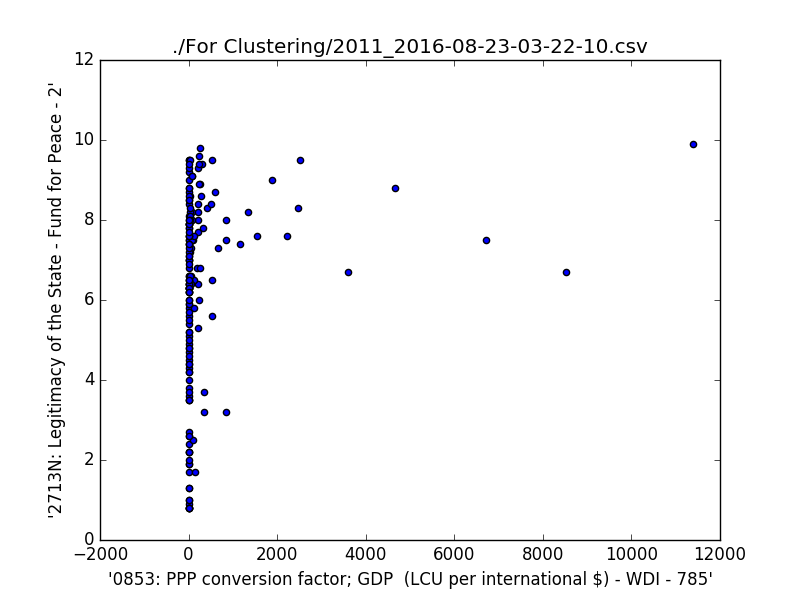 ./For Clustering/2011_2016-08-23-03-22-10.csv
12
10
8
6
4
2
0
'2713N: Legitimacy of the State - Fund for Peace - 2'
−2000 0 2000 4000 6000 8000 10000 12000
'0853: PPP conversion factor; GDP  (LCU per international $) - WDI - 785'